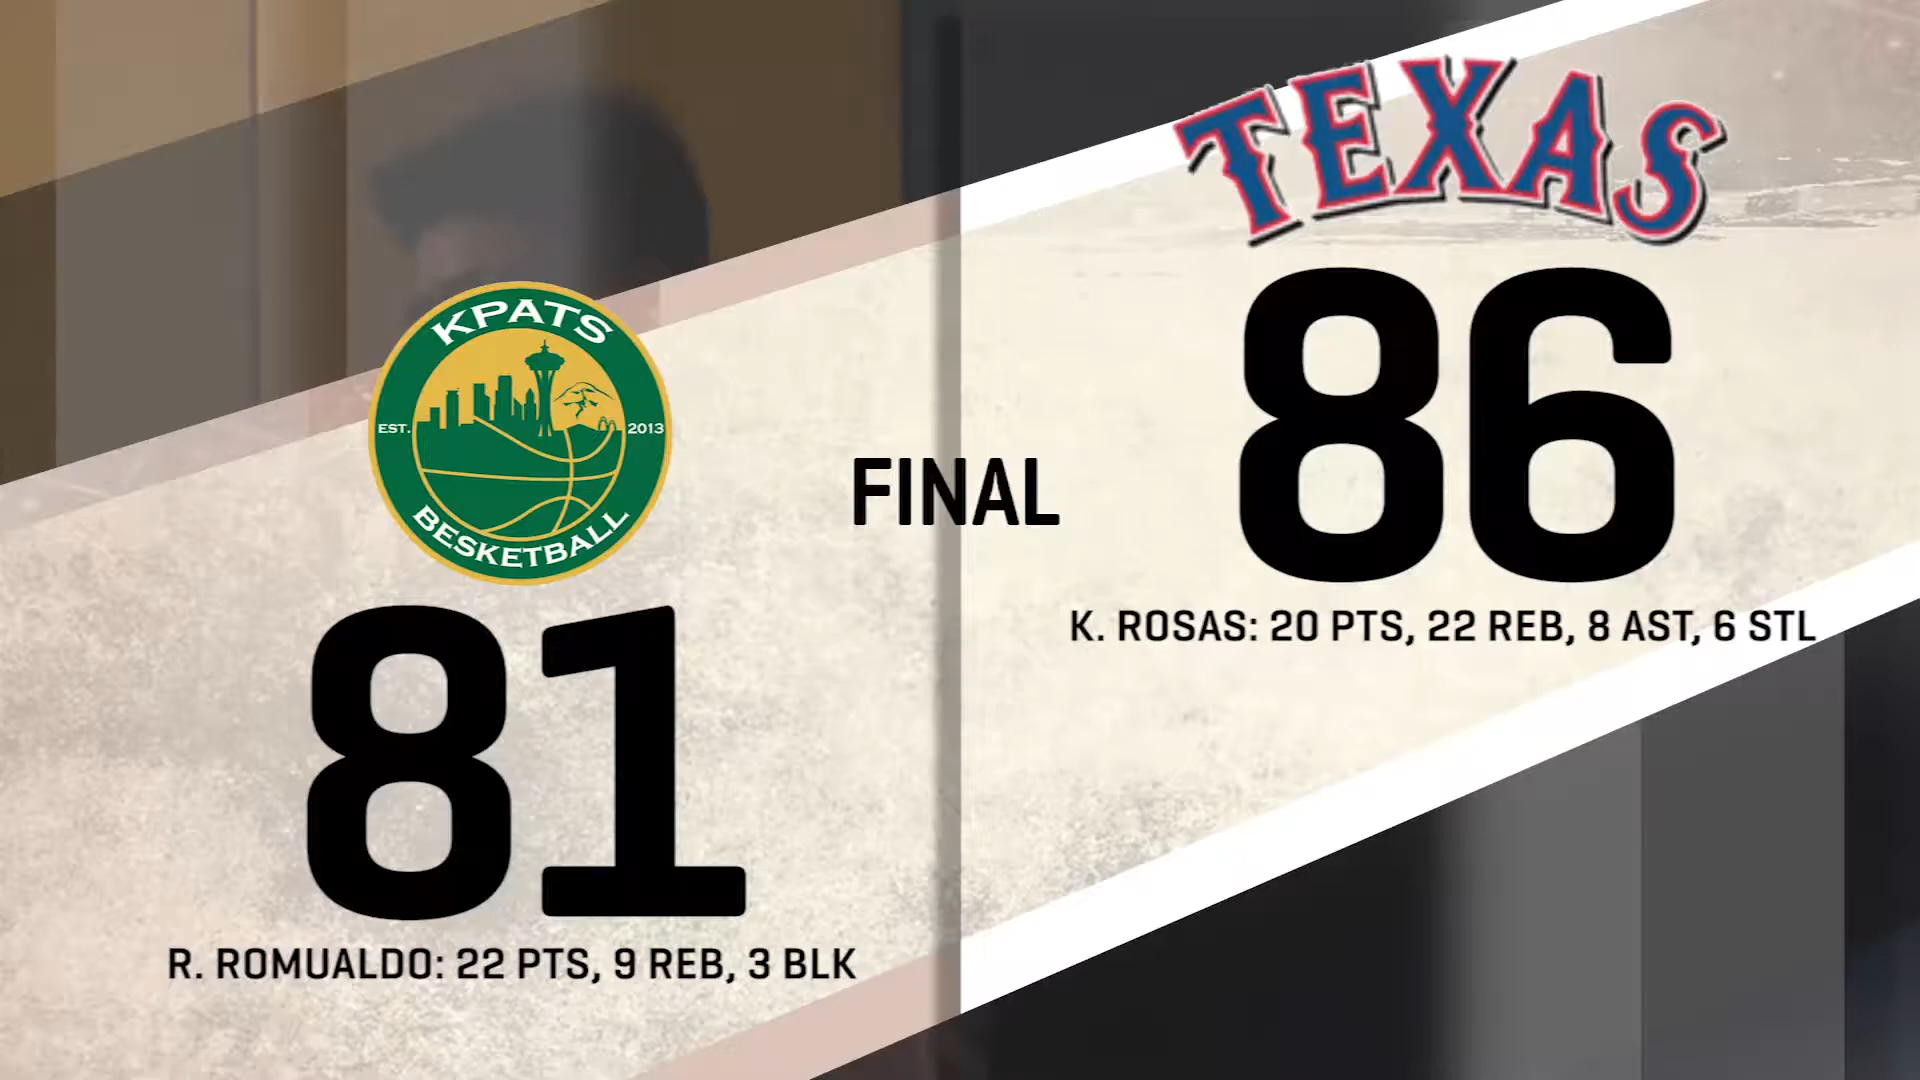 KPATS
EST. 2013
BESKETBALL
81
R. ROMUALDO: 22 PTS, 9 REB, 3 BLK
FINAL
TEXAS
86
K. ROSAS: 20 PTS, 22 REB, 8 AST, 6 STL